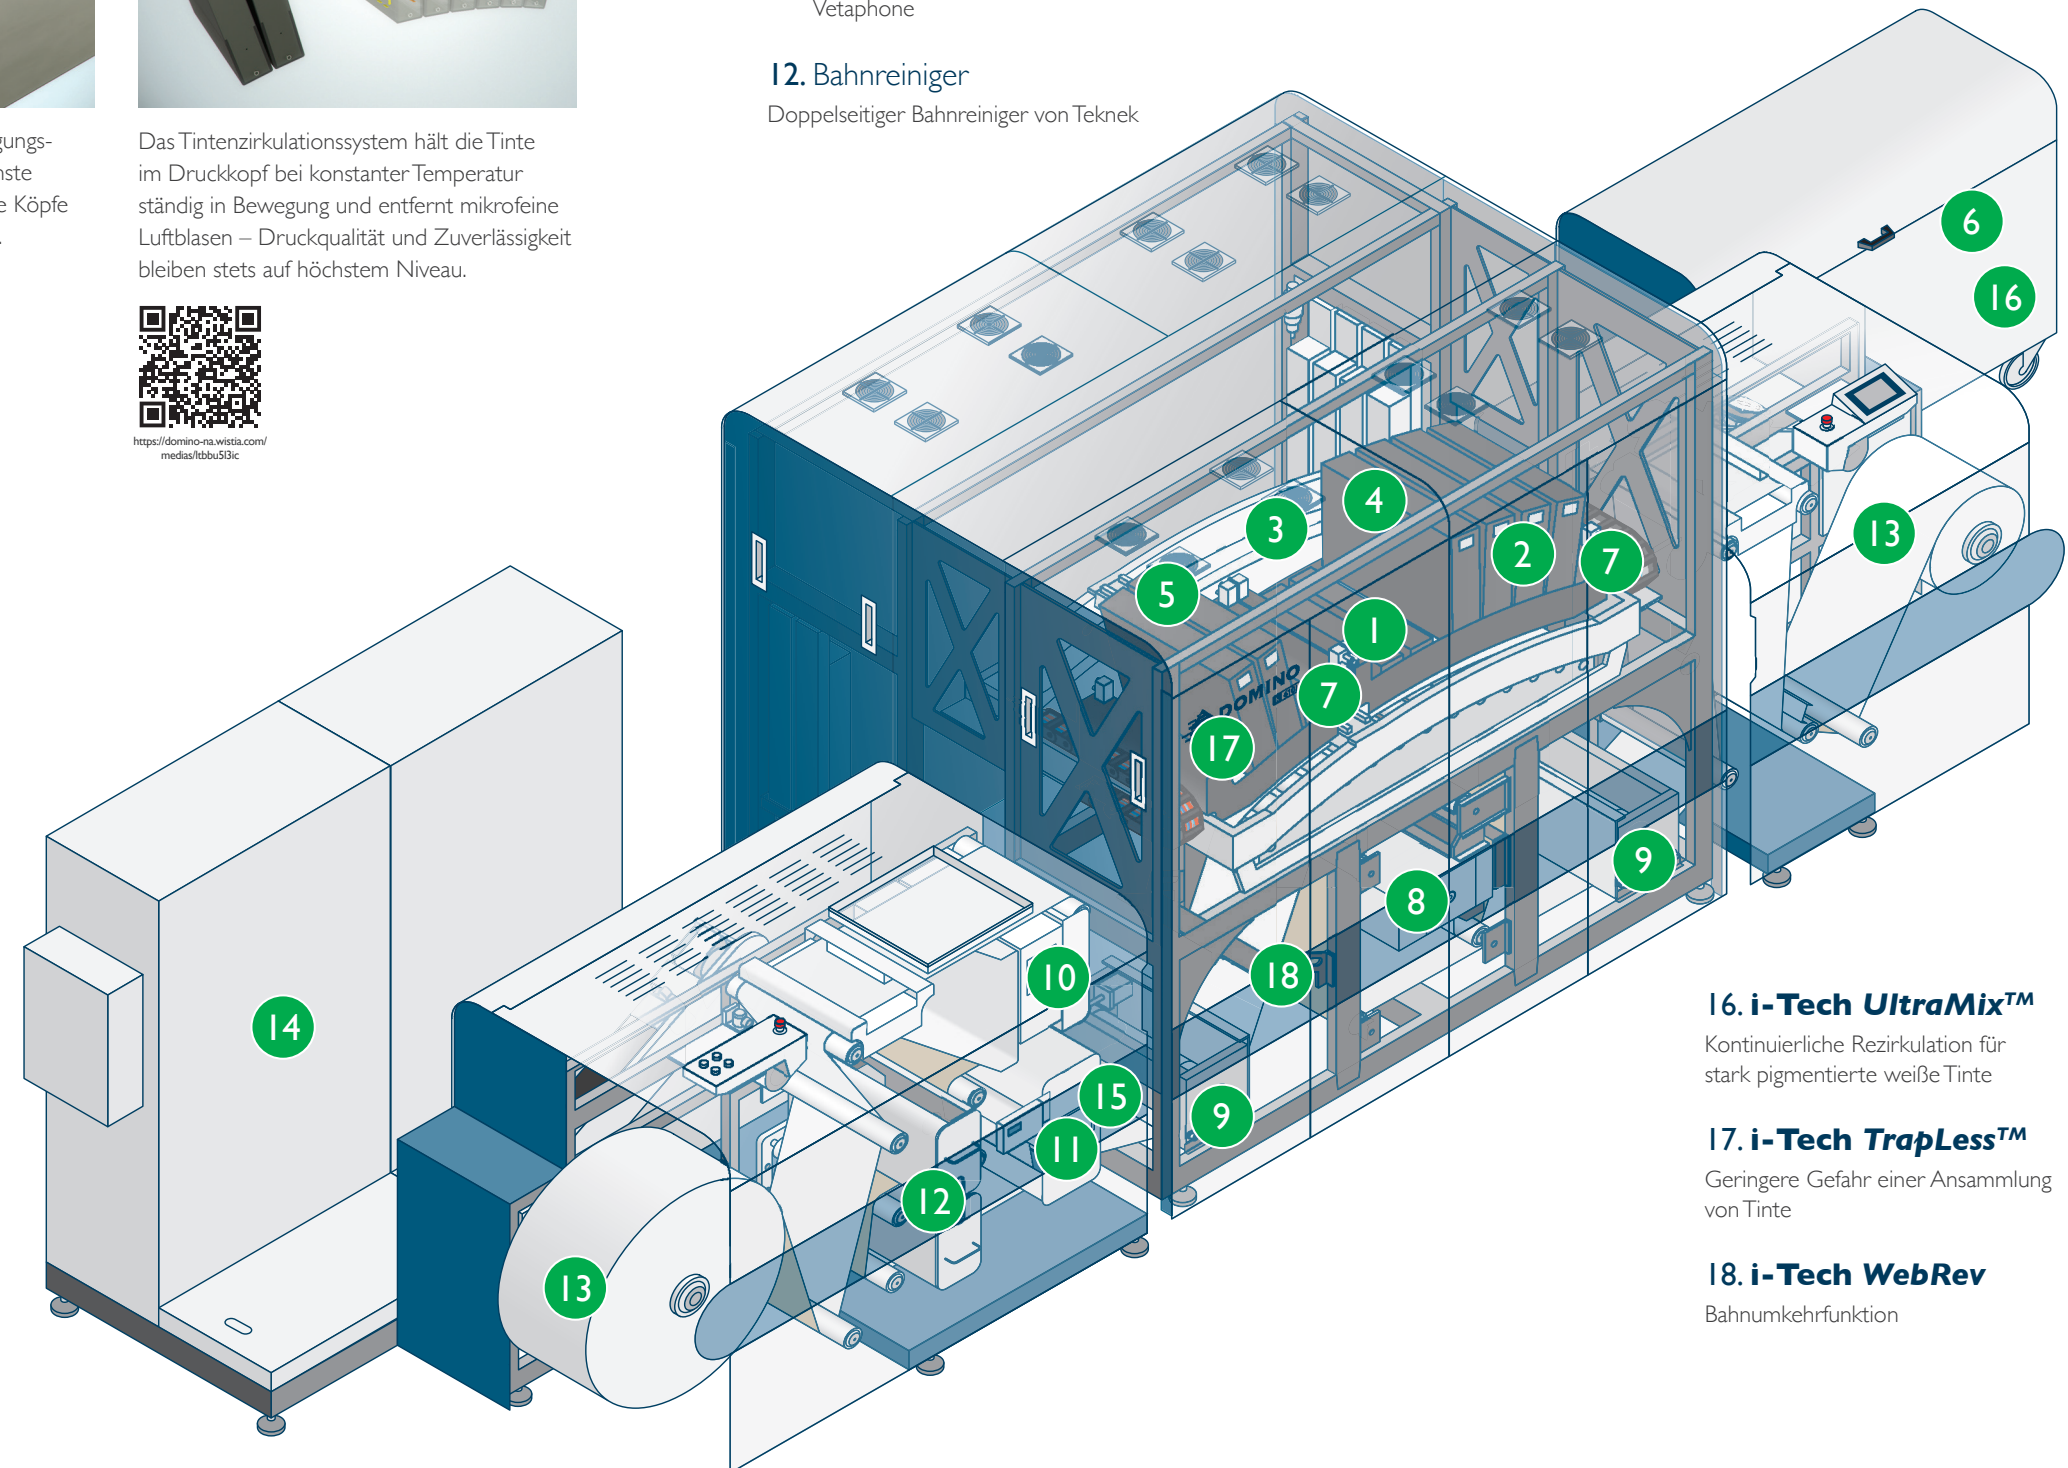 Vetaphone
12. Bahnreiniger
Doppelseitiger Bahnreiniger von Teknek
gungs-
nste
e Köpfe
.
Das Tintenzirkulationssystem hält die Tinte
im Druckkopf bei konstanter Temperatur
ständig in Bewegung und entfernt mikrofeine
Luftblasen – Druckqualität und Zuverlässigkeit
bleiben stets auf höchstem Niveau.
https://domino-na.wistia.com/
6
16
4
3
2
13
7
5
1
7
DOMINO
17
9
8
10
18
14
15
9
11
12
13
16. i-Tech UltraMix™
Kontinuierliche Rezirkulation für
stark pigmentierte weiße Tinte
17. i-Tech TrapLess™
Geringere Gefahr einer Ansammlung
von Tinte
18. i-Tech WebRev
Bahnumkehrfunktion